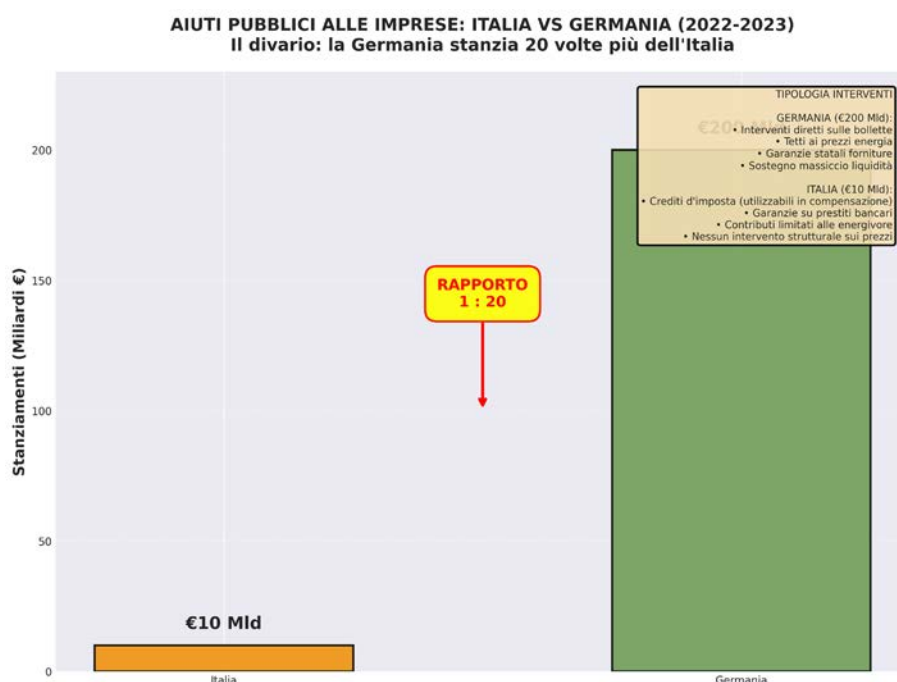 AIUTI PUBBLICI ALLE IMPRESE: ITALIA VS GERMANIA (2022-2023)
Il divario: la Germania stanzia 20 volte più dell'Italia
Stanziamenti (Miliardi €)
200
150
100
50
0
€10 Mld
Italia
RAPPORTO
1 : 20
€200 Mld
Germania
TIPOLOGIA INTERVENTI
GERMANIA (€200 Mld):
• Interventi diretti sulle bollette
• Tetti ai prezzi energia
• Garanzie statali forniture
• Sostegno massiccio liquidità
ITALIA (€10 Mld):
• Crediti d'imposta (utilizzabili in compensazione)
• Garanzie su prestiti bancari
• Contributi limitati alle energivore
• Nessun intervento strutturale sui prezzi